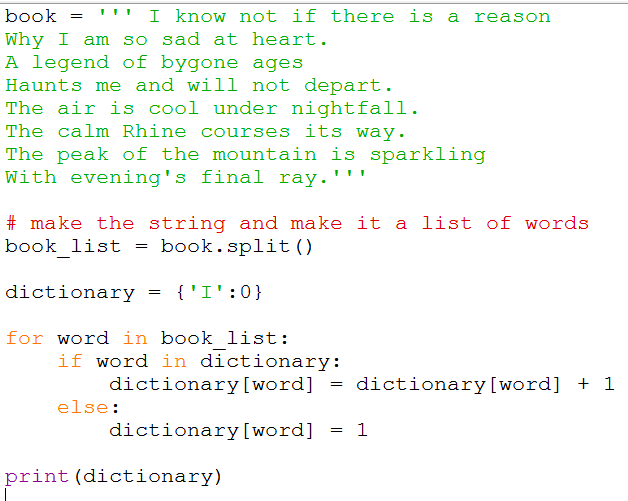 book = ''' I know not if there is a reason
Why I am so sad at heart.
A legend of bygone ages
Haunts me and will not depart.
The air is cool under nightfall.
The calm Rhine courses its way.
The peak of the mountain is sparkling
With evening's final ray.'''

# make the string and make it a list of words
book_list = book.split()

dictionary = {'I':0}

for word in book_list:
    if word in dictionary:
        dictionary[word] = dictionary[word] + 1
    else:
        dictionary[word] = 1

print(dictionary)